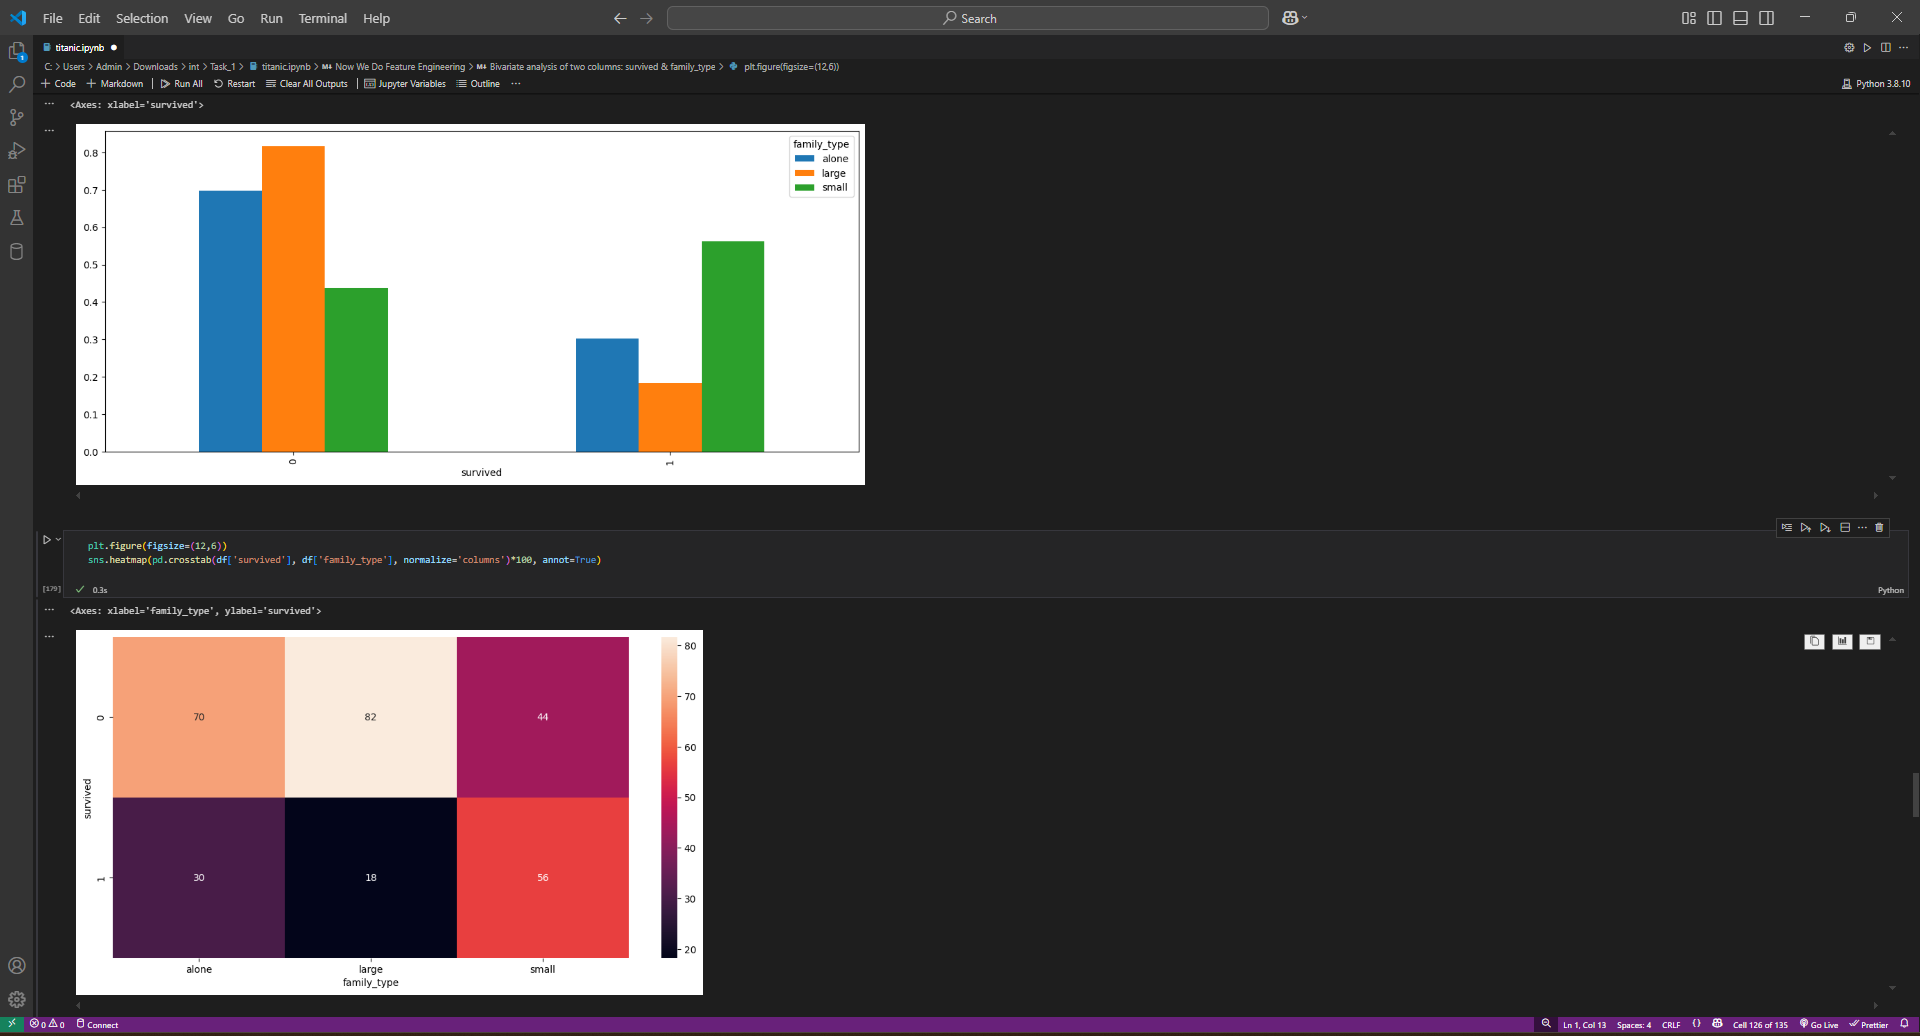 File Edit Selection View Go Run Terminal Help
Search
titanic.ipynb
C: > Users > Admin > Downloads > int > Task_1 > titanic.ipynb > Now We Do Feature Engineering > Bivariate analysis of two columns: survived & family_type > plt.figure(figsize=(12,6))
+ Code + Markdown | Run All Restart Clear All Outputs | Jupyter Variables Outline ...
Python 3.8.10
<Axes: xlabel='survived'>
family_type
alone
large
small
0.8
0.7
0.6
0.5
0.4
0.3
0.2
0.1
0.0
0 1
survived
plt.figure(figsize=(12,6))
sns.heatmap(pd.crosstab(df['survived'], df['family_type'], normalize='columns')*100, annot=True)
[179] 0.3s
Python
<Axes: xlabel='family_type', ylabel='survived'>
80
70
60
50
40
30
20
0 70 82 44
survived
1 30 18 56
alone large small
family_type
0 0 Connect
Ln 1, Col 13 Spaces: 4 CRLF {} Cell 126 of 135 Go Live Prettier
1